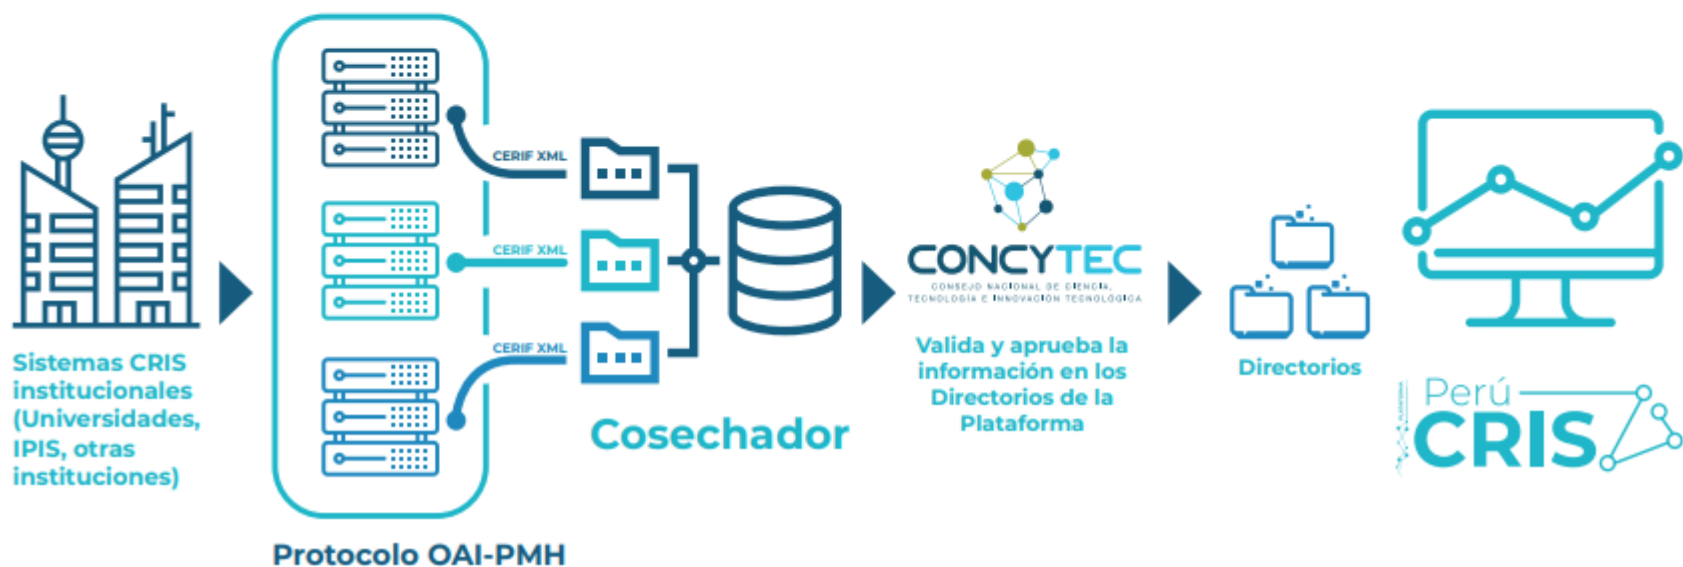 Sistemas CRIS
institucionales
(Universidades,
IPIS, otras
instituciones)
Protocolo OAI-PMH
CERIF XML
CERIF XML
CERIF XML
Cosechador
CONCYTEC
CONSEJO NACIONAL DE CIENCIA,
TECNOLOGÍA E INNOVACIÓN TECNOLÓGICA
Valida y aprueba la
información en los
Directorios de la
Plataforma
Directorios
Perú
CRIS